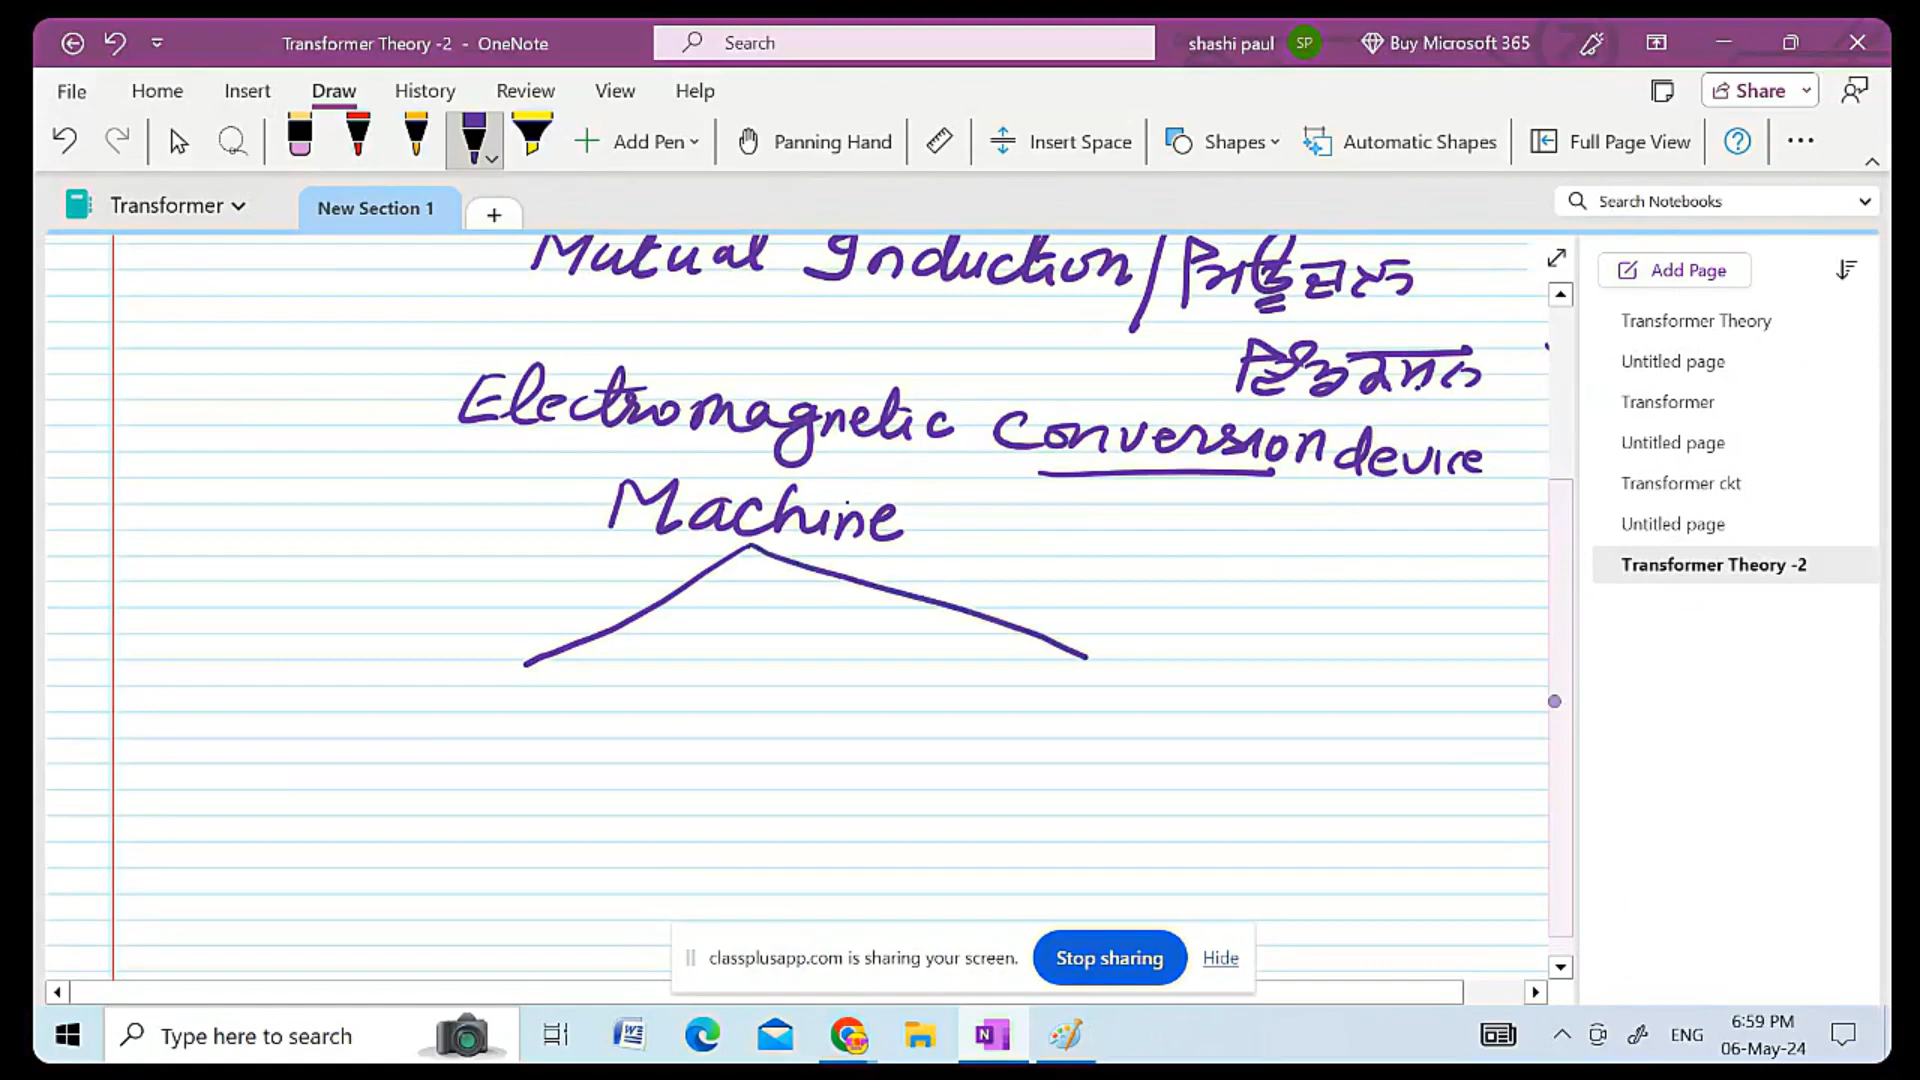 Transformer Theory -2 - OneNote
Search
shashi paul
SP
Buy Microsoft 365
File Home Insert Draw History Review View Help
Share
Add Pen
Panning Hand
Insert Space
Shapes
Automatic Shapes
Full Page View
Transformer
New Section 1
Search Notebooks
Mutual Induction/
Electromagnetic Conversion device
Machine
Add Page
Transformer Theory
Untitled page
Transformer
Untitled page
Transformer ckt
Untitled page
Transformer Theory -2
classplusapp.com is sharing your screen.
Stop sharing
Hide
Type here to search
ENG
6:59 PM
06-May-24